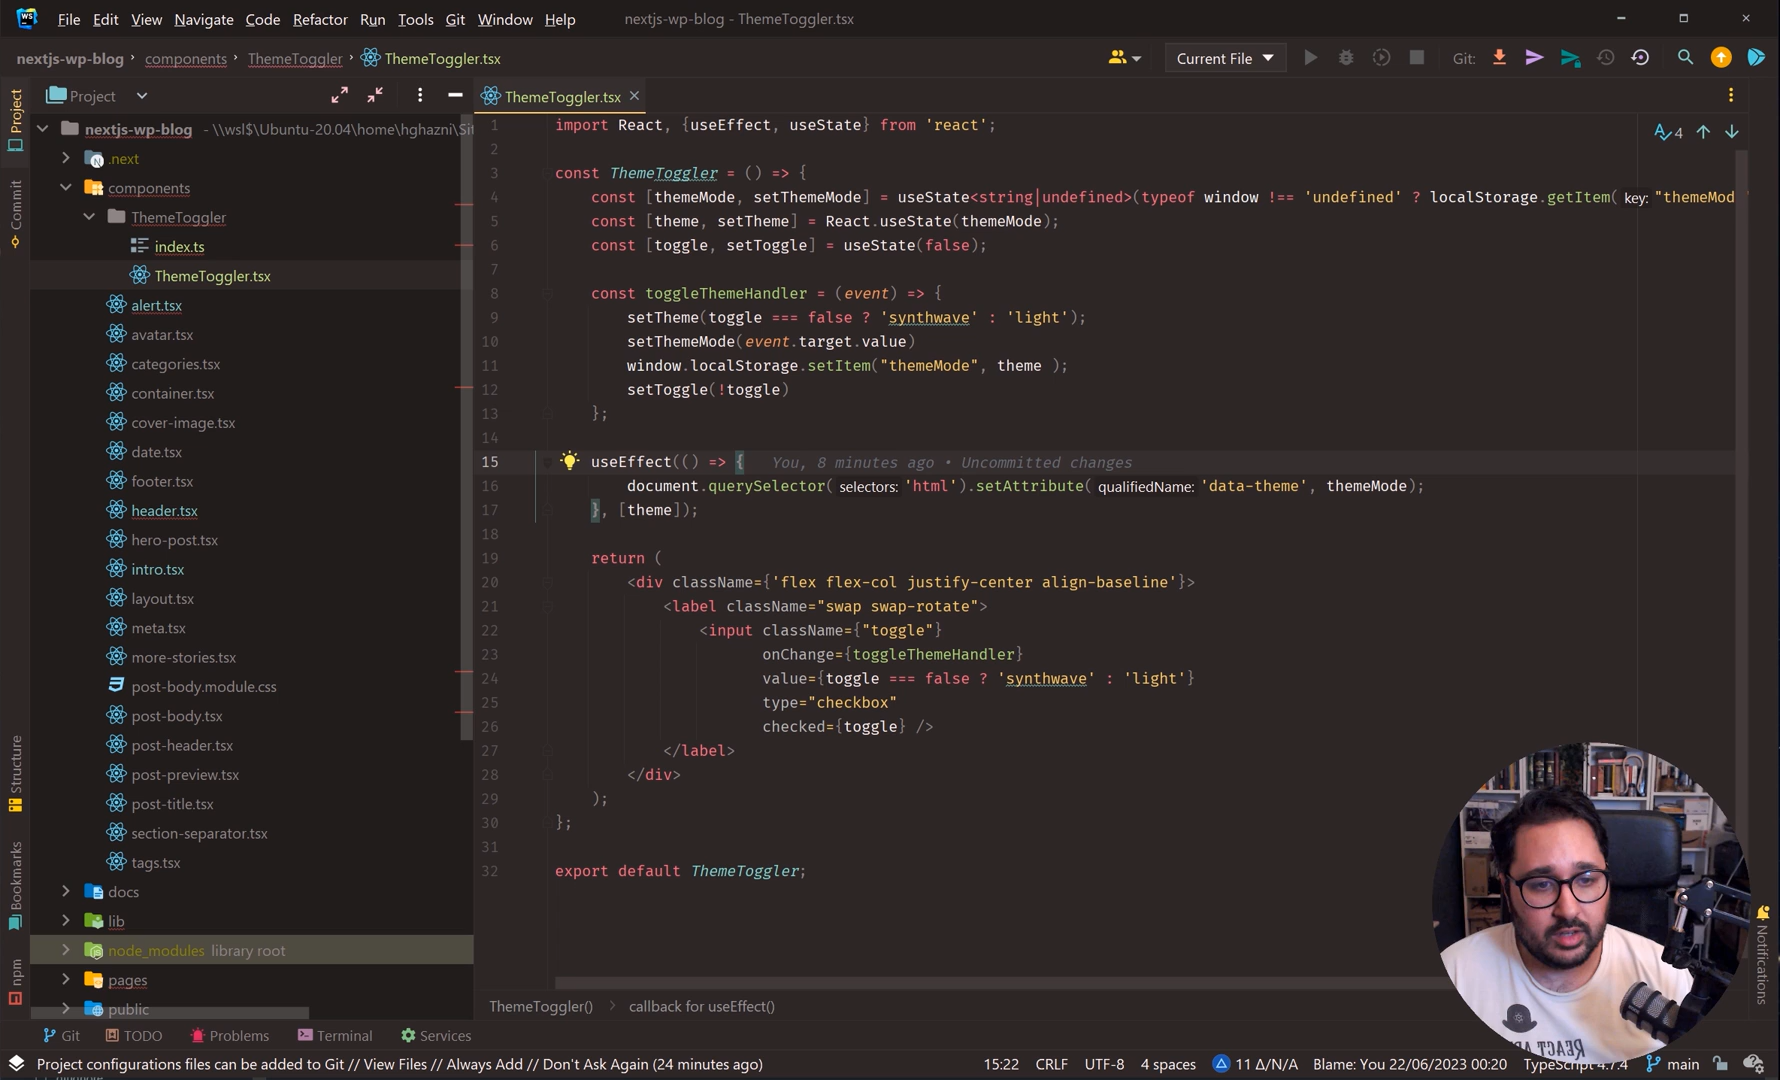 WS File Edit View Navigate Code Refactor Run Tools Git Window Help nextjs-wp-blog - ThemeToggler.tsx
nextjs-wp-blog components ThemeToggler ThemeToggler.tsx Current File Git:
Project
Commit
Structure
Bookmarks
npm
Project
nextjs-wp-blog - \\wsl$\Ubuntu-20.04\home\hghazni\Sit
.next
components
ThemeToggler
index.ts
ThemeToggler.tsx
alert.tsx
avatar.tsx
categories.tsx
container.tsx
cover-image.tsx
date.tsx
footer.tsx
header.tsx
hero-post.tsx
intro.tsx
layout.tsx
meta.tsx
more-stories.tsx
post-body.module.css
post-body.tsx
post-header.tsx
post-preview.tsx
post-title.tsx
section-separator.tsx
tags.tsx
docs
lib
node_modules library root
pages
public
ThemeToggler.tsx
4
1 import React, {useEffect, useState} from 'react';
2
3 const ThemeToggler = () => {
4 const [themeMode, setThemeMode] = useState<string|undefined>(typeof window !== 'undefined' ? localStorage.getItem( key: "themeMod
5 const [theme, setTheme] = React.useState(themeMode);
6 const [toggle, setToggle] = useState(false);
7
8 const toggleThemeHandler = (event) => {
9 setTheme(toggle === false ? 'synthwave' : 'light');
10 setThemeMode(event.target.value)
11 window.localStorage.setItem("themeMode", theme );
12 setToggle(!toggle)
13 };
14
15 useEffect(() => { You, 8 minutes ago • Uncommitted changes
16 document.querySelector( selectors: 'html').setAttribute( qualifiedName: 'data-theme', themeMode);
17 }, [theme]);
18
19 return (
20 <div className={'flex flex-col justify-center align-baseline'}>
21 <label className="swap swap-rotate">
22 <input className={"toggle"}
23 onChange={toggleThemeHandler}
24 value={toggle === false ? 'synthwave' : 'light'}
25 type="checkbox"
26 checked={toggle} />
27 </label>
28 </div>
29 );
30 };
31
32 export default ThemeToggler;
Notifications
ThemeToggler() callback for useEffect()
Git TODO Problems Terminal Services
Project configurations files can be added to Git // View Files // Always Add // Don't Ask Again (24 minutes ago) 15:22 CRLF UTF-8 4 spaces 11 Δ/N/A Blame: You 22/06/2023 00:20 TypeScript 4.7.4 main